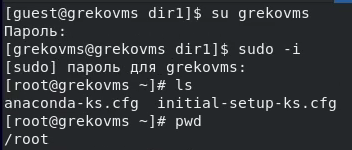 [guest@grekovms dir1]$ su grekovms
Пароль:
[grekovms@grekovms dir1]$ sudo -i
[sudo] пароль для grekovms:
[root@grekovms ~]# ls
anaconda-ks.cfg  initial-setup-ks.cfg
[root@grekovms ~]# pwd
/root